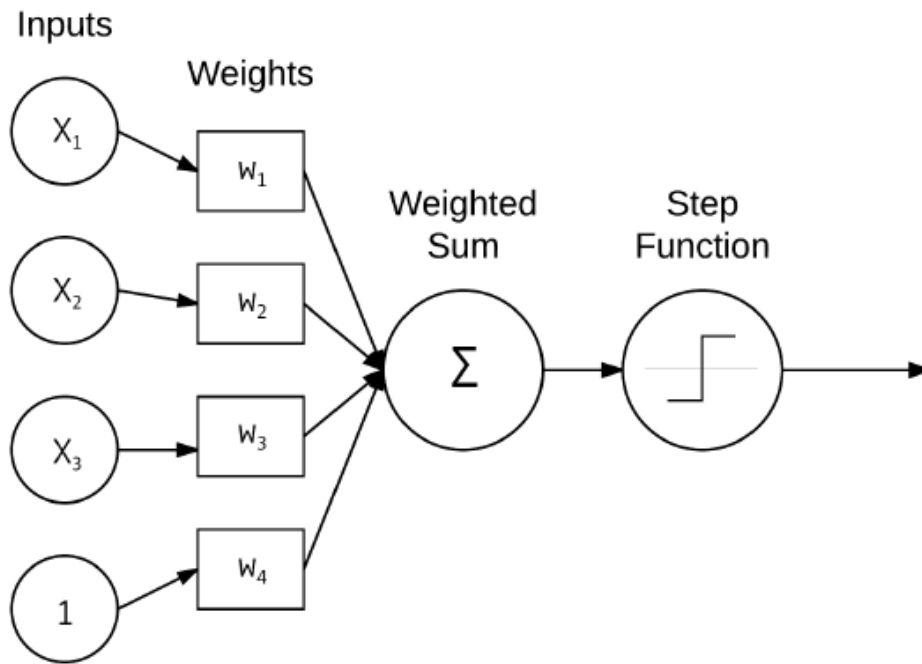 Inputs
Weights
X₁
w₁
Weighted
Sum
Step
Function
X₂
w₂
Σ
X₃
w₃
1
w₄